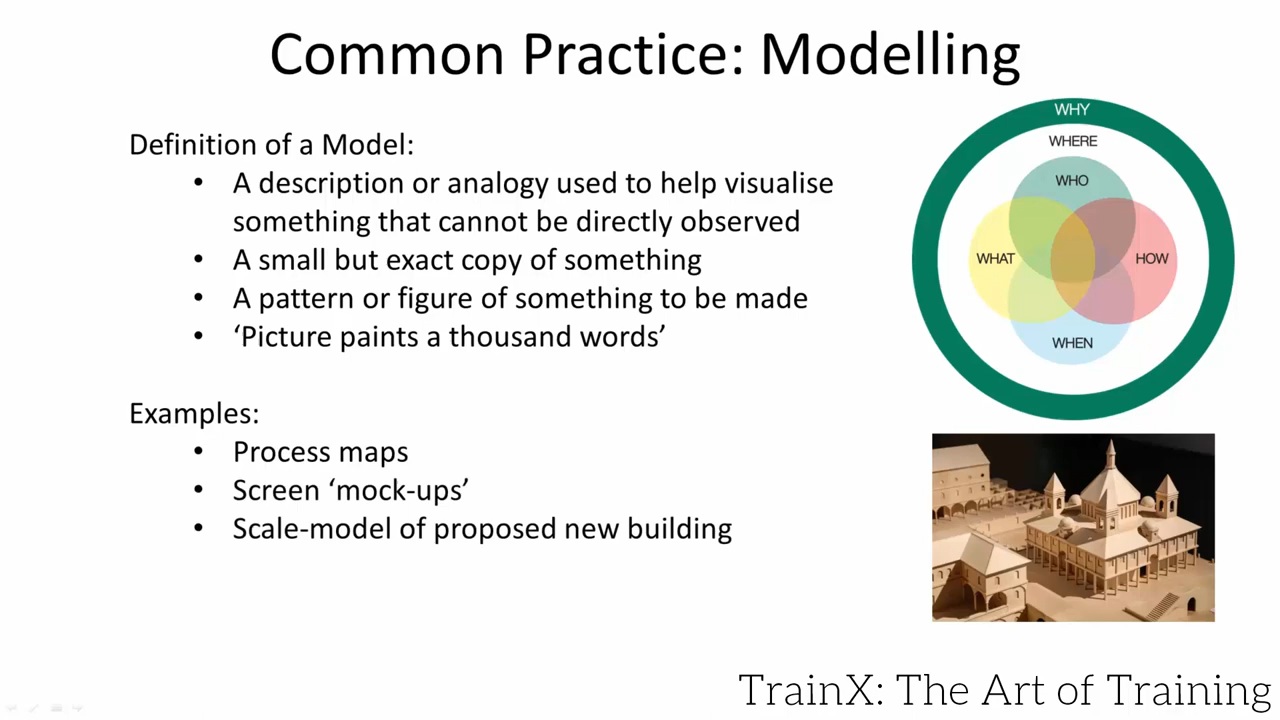 Common Practice: Modelling
Definition of a Model:
• A description or analogy used to help visualise
something that cannot be directly observed
• A small but exact copy of something
• A pattern or figure of something to be made
• ‘Picture paints a thousand words’
Examples:
• Process maps
• Screen ‘mock-ups’
• Scale-model of proposed new building
WHY
WHERE
WHO
WHAT
HOW
WHEN
TrainX: The Art of Training